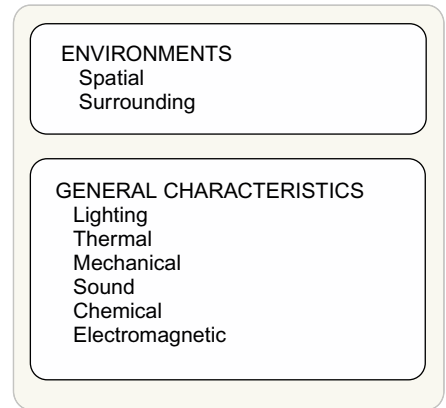 ENVIRONMENTS
Spatial
Surrounding
GENERAL CHARACTERISTICS
Lighting
Thermal
Mechanical
Sound
Chemical
Electromagnetic